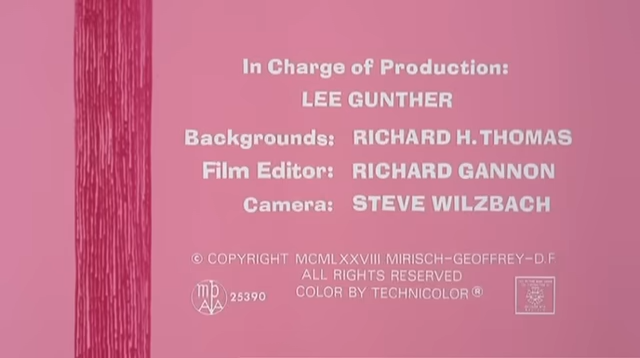 In Charge of Production:
LEE GUNTHER
Backgrounds: RICHARD H. THOMAS
Film Editor: RICHARD GANNON
Camera: STEVE WILZBACH
© COPYRIGHT MCMLXXVIII MIRISCH-GEOFFREY-D.F
ALL RIGHTS RESERVED
COLOR BY TECHNICOLOR®
mpAA 25390